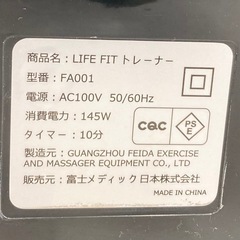 商品名：LIFE FIT トレーナー
型番：FA001
電源：AC100V 50/60Hz
消費電力：145W
タイマー：10分
CQC
PS
E
製造元：GUANGZHOU FEIDA EXERCISE
AND MASSAGER EQUIPMENT CO., LTD
販売元：富士メディック日本株式会社
MADE IN CHINA